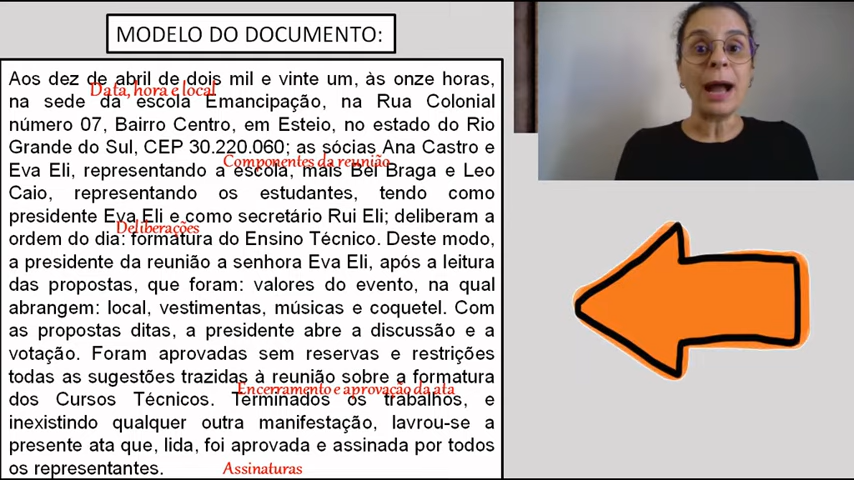 MODELO DO DOCUMENTO:
Aos dez de abril de dois mil e vinte um, às onze horas,
Data, hora e local
na sede da escola Emancipação, na Rua Colonial
número 07, Bairro Centro, em Esteio, no estado do Rio
Grande do Sul, CEP 30.220.060; as sócias Ana Castro e
Componentes da reunião
Eva Eli, representando a escola, mais Bel Braga e Leo
Caio, representando os estudantes, tendo como
presidente Eva Eli e como secretário Rui Eli; deliberam a
Deliberações
ordem do dia: formatura do Ensino Técnico. Deste modo,
a presidente da reunião a senhora Eva Eli, após a leitura
das propostas, que foram: valores do evento, na qual
abrangem: local, vestimentas, músicas e coquetel. Com
as propostas ditas, a presidente abre a discussão e a
votação. Foram aprovadas sem reservas e restrições
todas as sugestões trazidas à reunião sobre a formatura
Encerramento e aprovação da ata
dos Cursos Técnicos. Terminados os trabalhos, e
inexistindo qualquer outra manifestação, lavrou-se a
presente ata que, lida, foi aprovada e assinada por todos
os representantes.
Assinaturas